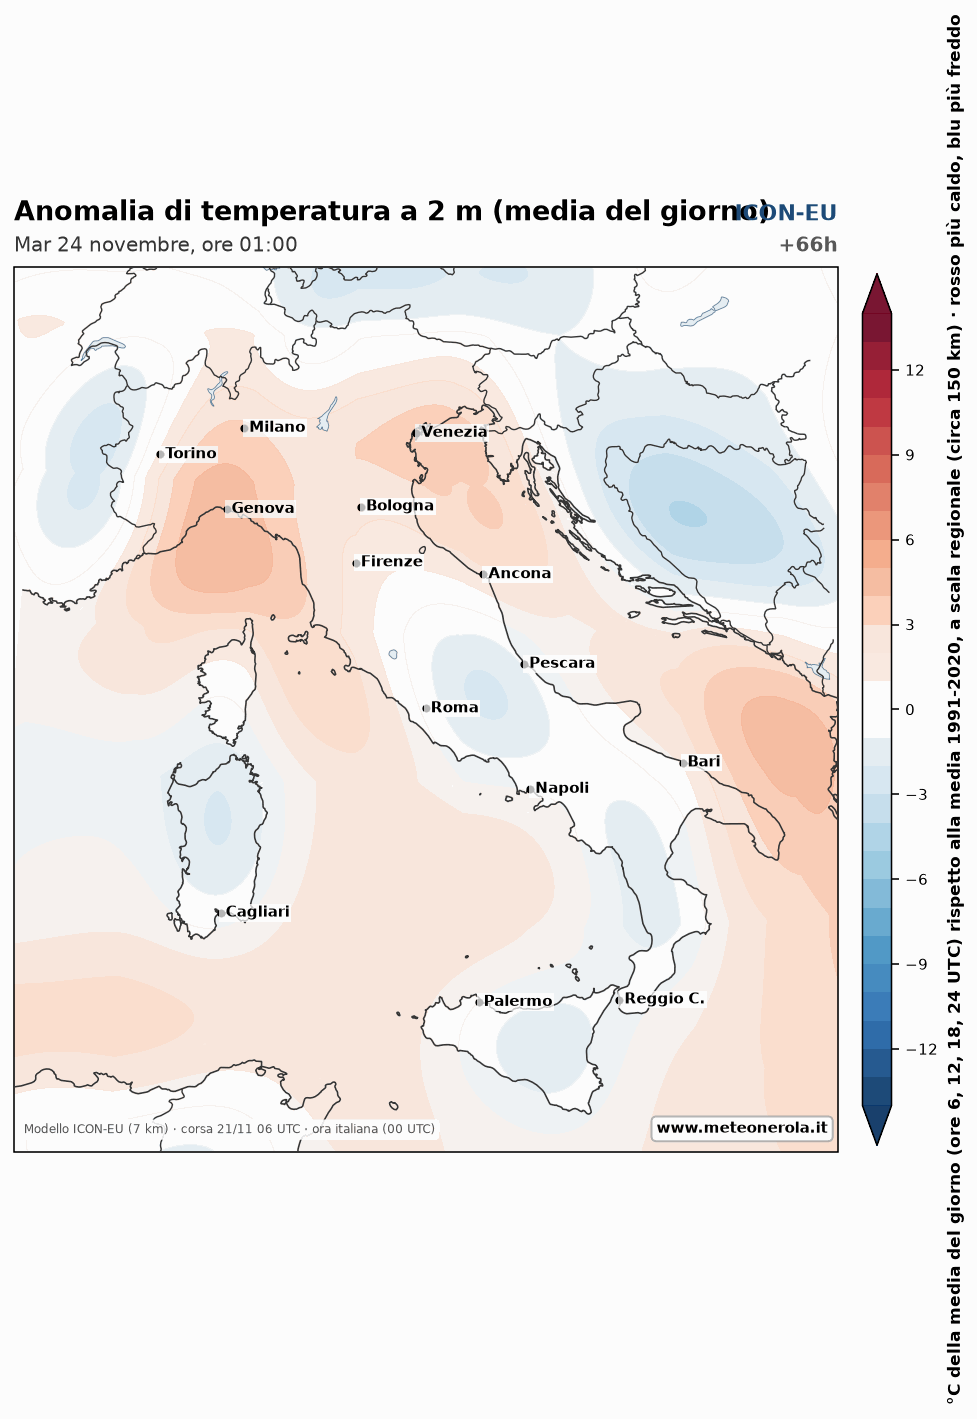 Anomalia di temperatura a 2 m (media del giorno)
ICON-EU
Mar 24 novembre, ore 01:00
+66h
Milano
Venezia
Torino
Genova
Bologna
Firenze
Ancona
Pescara
Roma
Bari
Napoli
Cagliari
Palermo
Reggio C.
Modello ICON-EU (7 km) · corsa 21/11 06 UTC · ora italiana (00 UTC)
www.meteonerola.it
12
9
6
3
0
−3
−6
−9
−12
°C della media del giorno (ore 6, 12, 18, 24 UTC) rispetto alla media 1991-2020, a scala regionale (circa 150 km) · rosso più caldo, blu più freddo